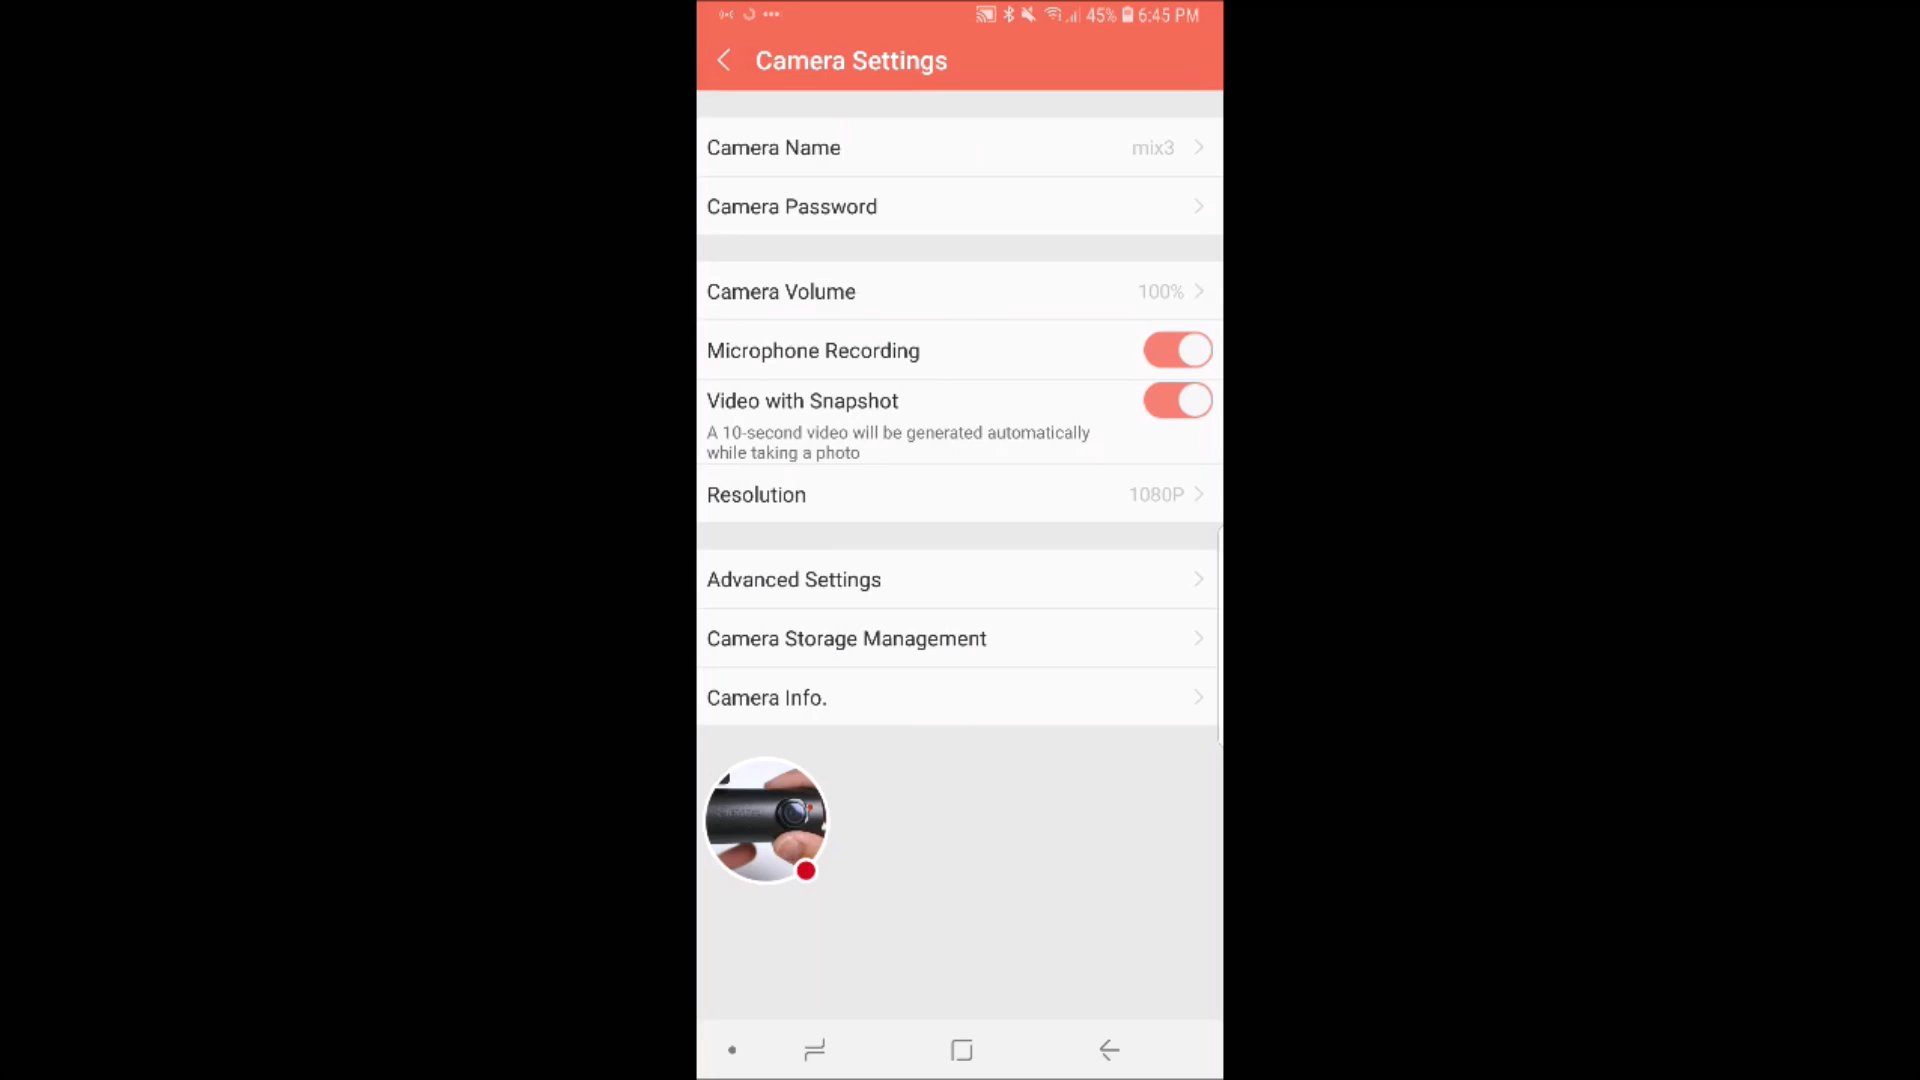 45% 6:45 PM
Camera Settings
Camera Name mix3
Camera Password
Camera Volume 100%
Microphone Recording
Video with Snapshot
A 10-second video will be generated automatically
while taking a photo
Resolution 1080P
Advanced Settings
Camera Storage Management
Camera Info.